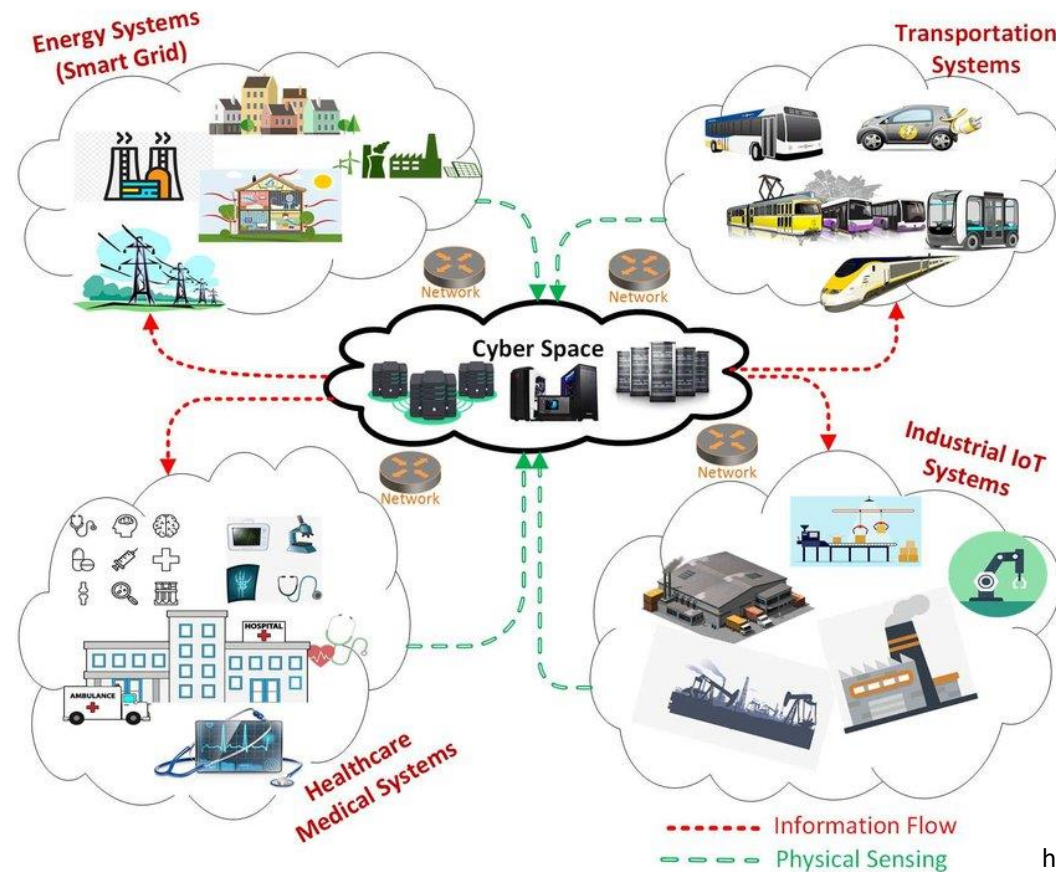 Energy Systems
(Smart Grid)
Transportation
Systems
Network
Network
Cyber Space
Network
Network
Industrial IoT
Systems
HOSPITAL
AMBULANCE
Healthcare
Medical Systems
Information Flow
Physical Sensing
h